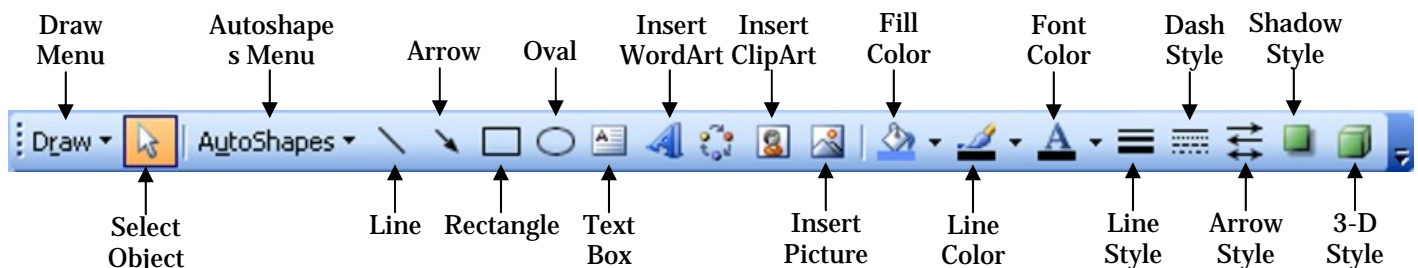 Draw
Menu
Autoshape
s Menu
Arrow
Oval
Insert
WordArt
Insert
ClipArt
Fill
Color
Font
Color
Dash
Style
Shadow
Style
Draw
AutoShapes
A
A
A
Select
Object
Line
Rectangle
Text
Box
Insert
Picture
Line
Color
Line
Style
Arrow
Style
3-D
Style